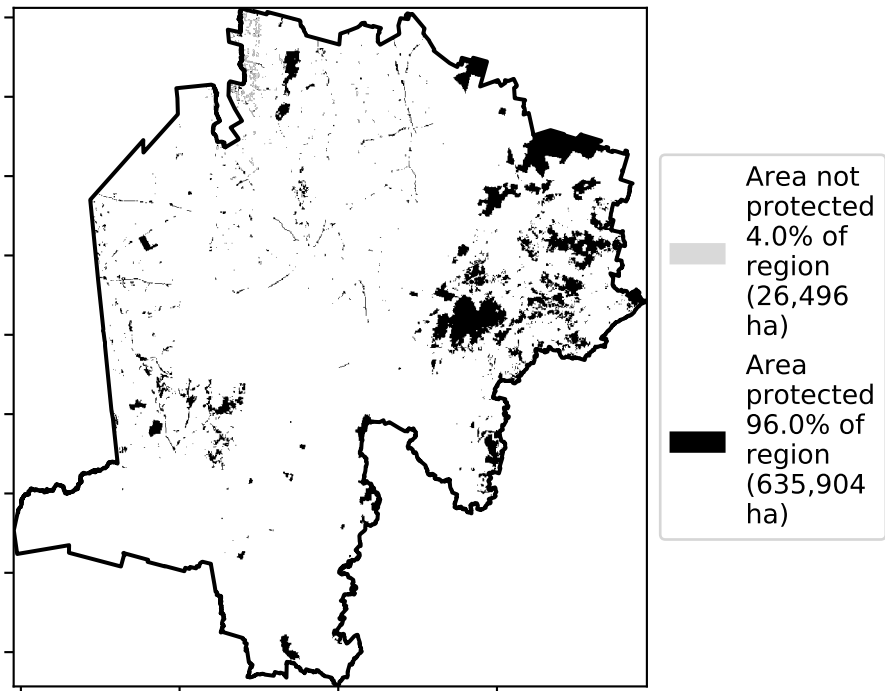 Area not
protected
4.0% of
region
(26,496
ha)
Area
protected
96.0% of
region
(635,904
ha)